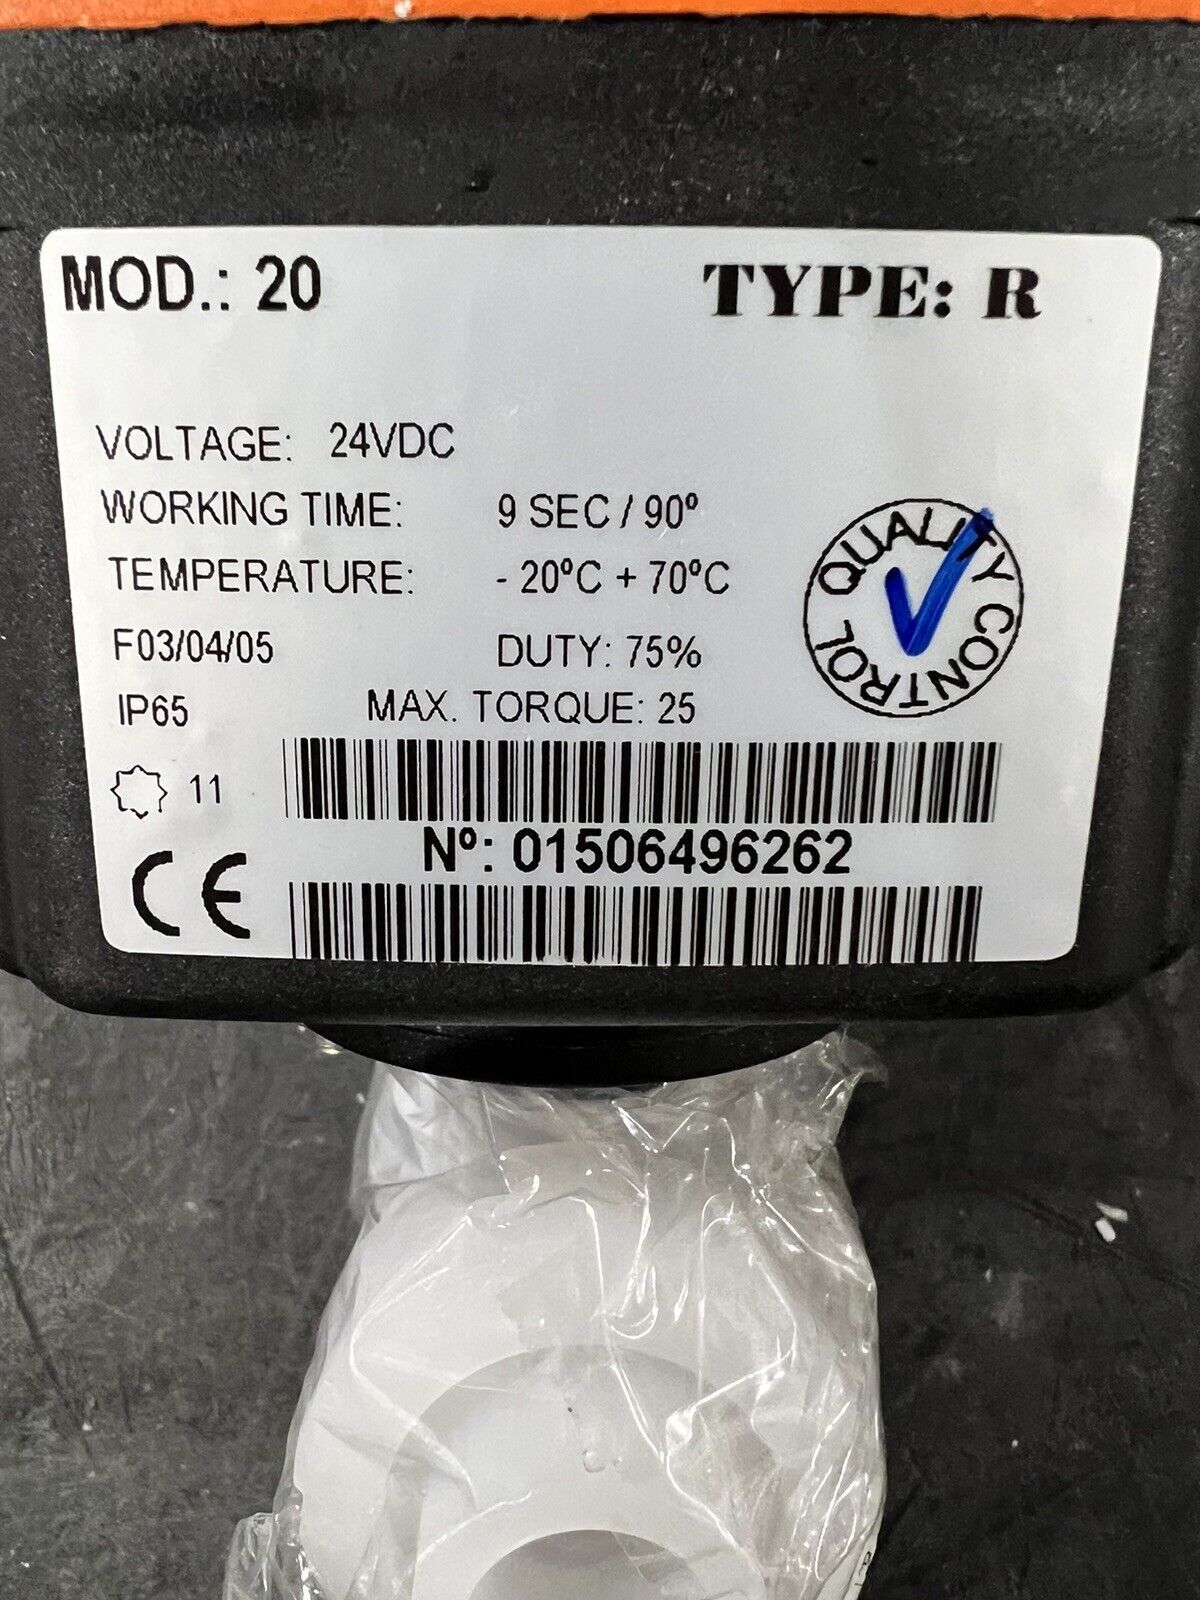 MOD.: 20 TYPE: R
VOLTAGE: 24VDC
WORKING TIME: 9 SEC / 90º
TEMPERATURE: - 20ºC + 70ºC
F03/04/05 DUTY: 75%
IP65 MAX. TORQUE: 25
11
Nº: 01506496262
CE
QUALITY CONTROL